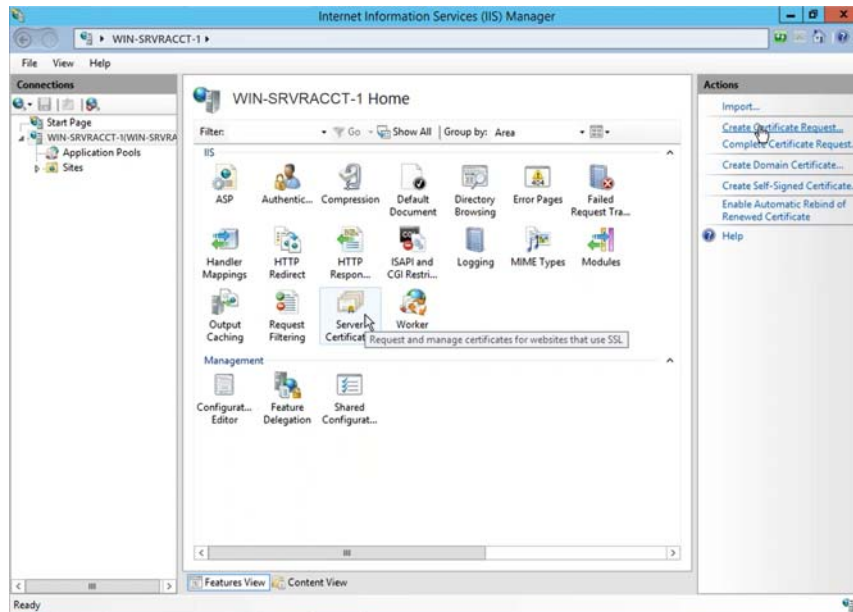 Internet Information Services (IIS) Manager
WIN-SRVRACCT-1
File View Help
Connections
Start Page
WIN-SRVRACCT-1(WIN-SRVRA
Application Pools
Sites
WIN-SRVRACCT-1 Home
Filter: Go Show All Group by: Area
IIS
ASP Authentic... Compression Default Document Directory Browsing Error Pages Failed Request Tra...
Handler Mappings HTTP Redirect HTTP Respon... ISAPI and CGI Restri... Logging MIME Types Modules
Output Caching Request Filtering Server Certificat Worker
Request and manage certificates for websites that use SSL
Management
Configurat... Editor Feature Delegation Shared Configurat...
Features View Content View
Actions
Import...
Create Certificate Request...
Complete Certificate Request.
Create Domain Certificate...
Create Self-Signed Certificate.
Enable Automatic Rebind of
Renewed Certificate
Help
Ready